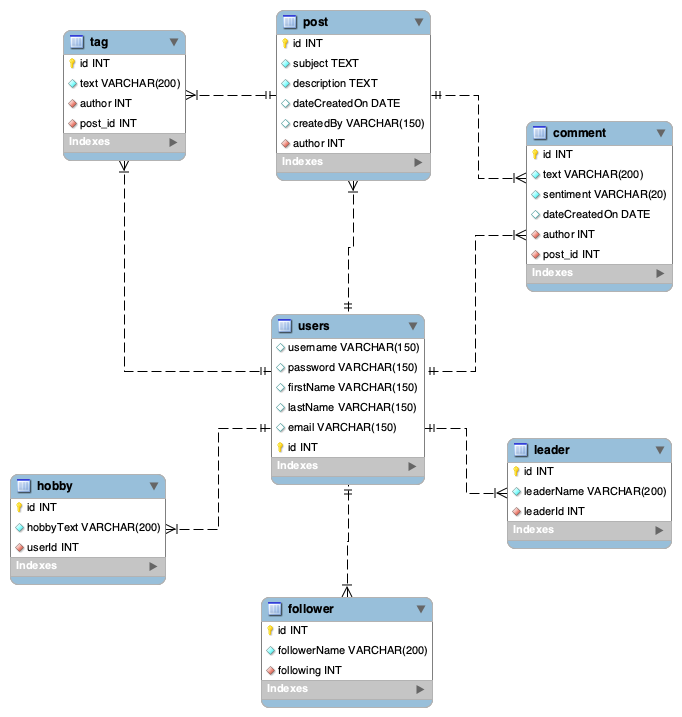 post
id INT
subject TEXT
description TEXT
dateCreatedOn DATE
createdBy VARCHAR(150)
author INT
Indexes
tag
id INT
text VARCHAR(200)
author INT
post_id INT
Indexes
comment
id INT
text VARCHAR(200)
sentiment VARCHAR(20)
dateCreatedOn DATE
author INT
post_id INT
Indexes
users
username VARCHAR(150)
password VARCHAR(150)
firstName VARCHAR(150)
lastName VARCHAR(150)
email VARCHAR(150)
id INT
Indexes
leader
id INT
leaderName VARCHAR(200)
leaderId INT
Indexes
hobby
id INT
hobbyText VARCHAR(200)
userId INT
Indexes
follower
id INT
followerName VARCHAR(200)
following INT
Indexes